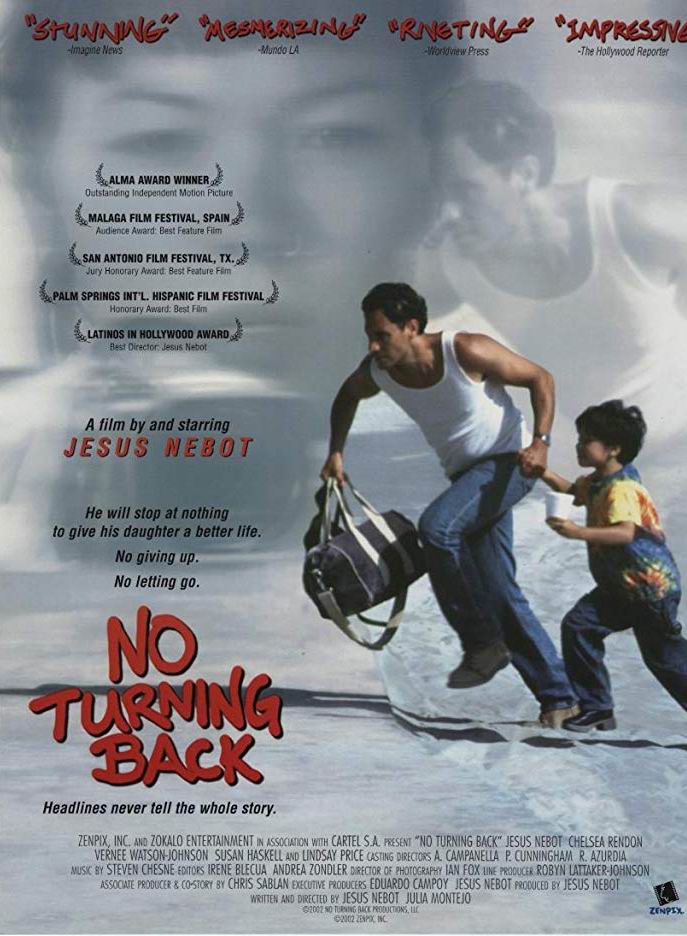 "STUNNING" "MESMERIZING" "RIVETING" "IMPRESSIVE
-Imagine News -Mundo LA -Worldview Press -The Hollywood Reporter
ALMA AWARD WINNER
Outstanding Independent Motion Picture
MALAGA FILM FESTIVAL, SPAIN
Audience Award: Best Feature Film
SAN ANTONIO FILM FESTIVAL, TX.
Jury Honorary Award: Best Feature Film
PALM SPRINGS INT'L. HISPANIC FILM FESTIVAL
Honorary Award: Best Film
LATINOS IN HOLLYWOOD AWARD
Best Director: Jesus Nebot
A film by and starring
JESUS NEBOT
He will stop at nothing
to give his daughter a better life.
No giving up.
No letting go.
NO
TURNING
BACK
Headlines never tell the whole story.
ZENPIX, INC. AND ZOKALO ENTERTAINMENT IN ASSOCIATION WITH CARTEL S.A. PRESENT "NO TURNING BACK" JESUS NEBOT CHELSEA RENDON
VERNEE WATSON-JOHNSON SUSAN HASKELL AND LINDSAY PRICE CASTING DIRECTORS A. CAMPANELLA P. CUNNINGHAM R. AZURDIA
MUSIC BY STEVEN CHESNE EDITORS IRENE BLECUA ANDREA ZONDLER DIRECTOR OF PHOTOGRAPHY IAN FOX LINE PRODUCER ROBYN LATTAKER-JOHNSON
ASSOCIATE PRODUCER & CO-STORY BY CHRIS SABLAN EXECUTIVE PRODUCERS EDUARDO CAMPOY JESUS NEBOT PRODUCED BY JESUS NEBOT
WRITTEN AND DIRECTED BY JESUS NEBOT JULIA MONTEJO
©2002 NO TURNING BACK PRODUCTIONS, LLC
©2002 ZENPIX, INC.
ZENPIX